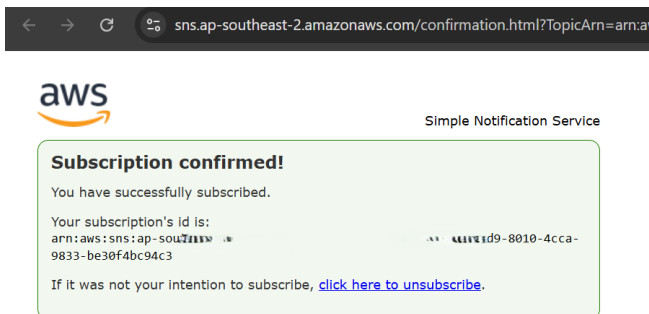 sns.ap-southeast-2.amazonaws.com/confirmation.html?TopicArn=arn:a
aws
Simple Notification Service
Subscription confirmed!
You have successfully subscribed.
Your subscription's id is:
arn:aws:sns:ap-sou d9-8010-4cca-
9833-be30f4bc94c3
If it was not your intention to subscribe, click here to unsubscribe.